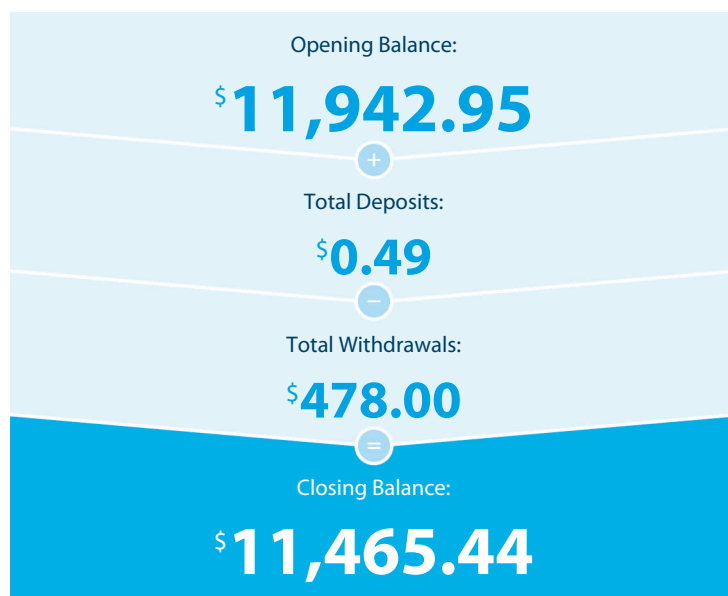 Opening Balance:
$11,942.95
+
Total Deposits:
$0.49
−
Total Withdrawals:
$478.00
=
Closing Balance:
$11,465.44